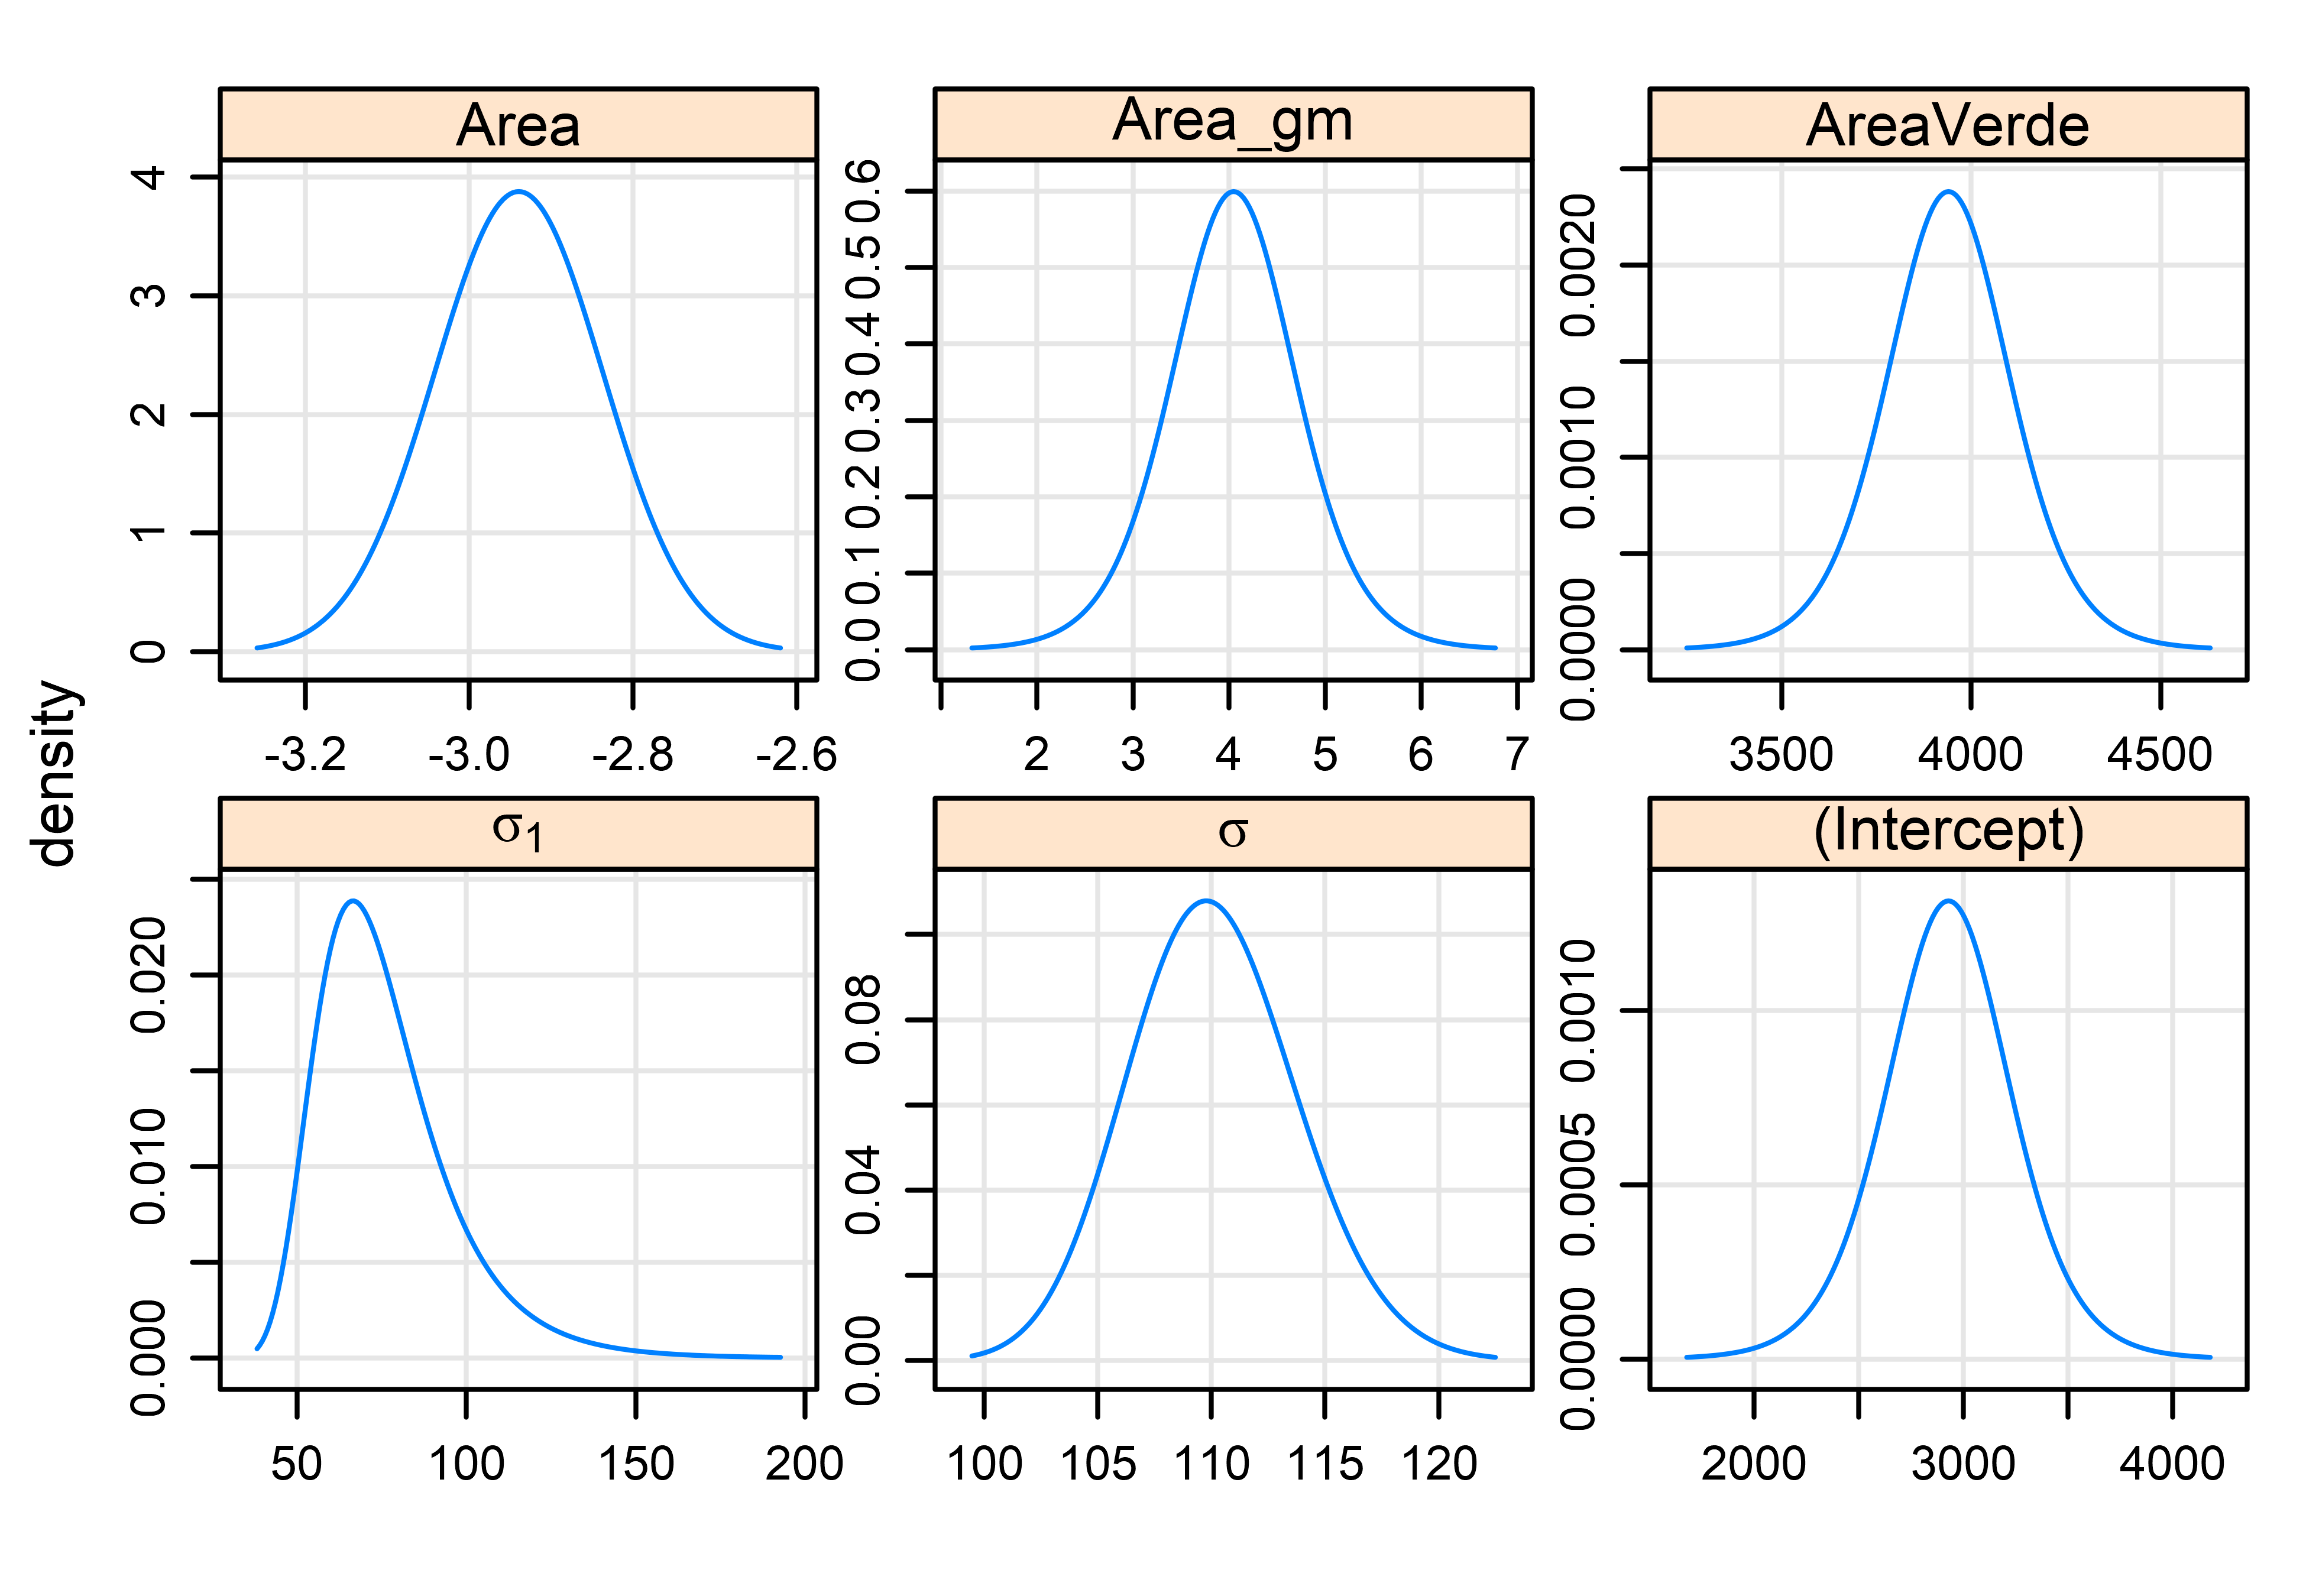 density
Area
4
3
2
1
0
-3.2 -3.0 -2.8 -2.6
Area_gm
0.0 0.1 0.2 0.3 0.4 0.5 0.6
2 3 4 5 6 7
AreaVerde
0.0000 0.0010 0.0020
3500 4000 4500
σ1
0.000 0.010 0.020
50 100 150 200
σ
0.00 0.04 0.08
100 105 110 115 120
(Intercept)
0.0000 0.0005 0.0010
2000 3000 4000